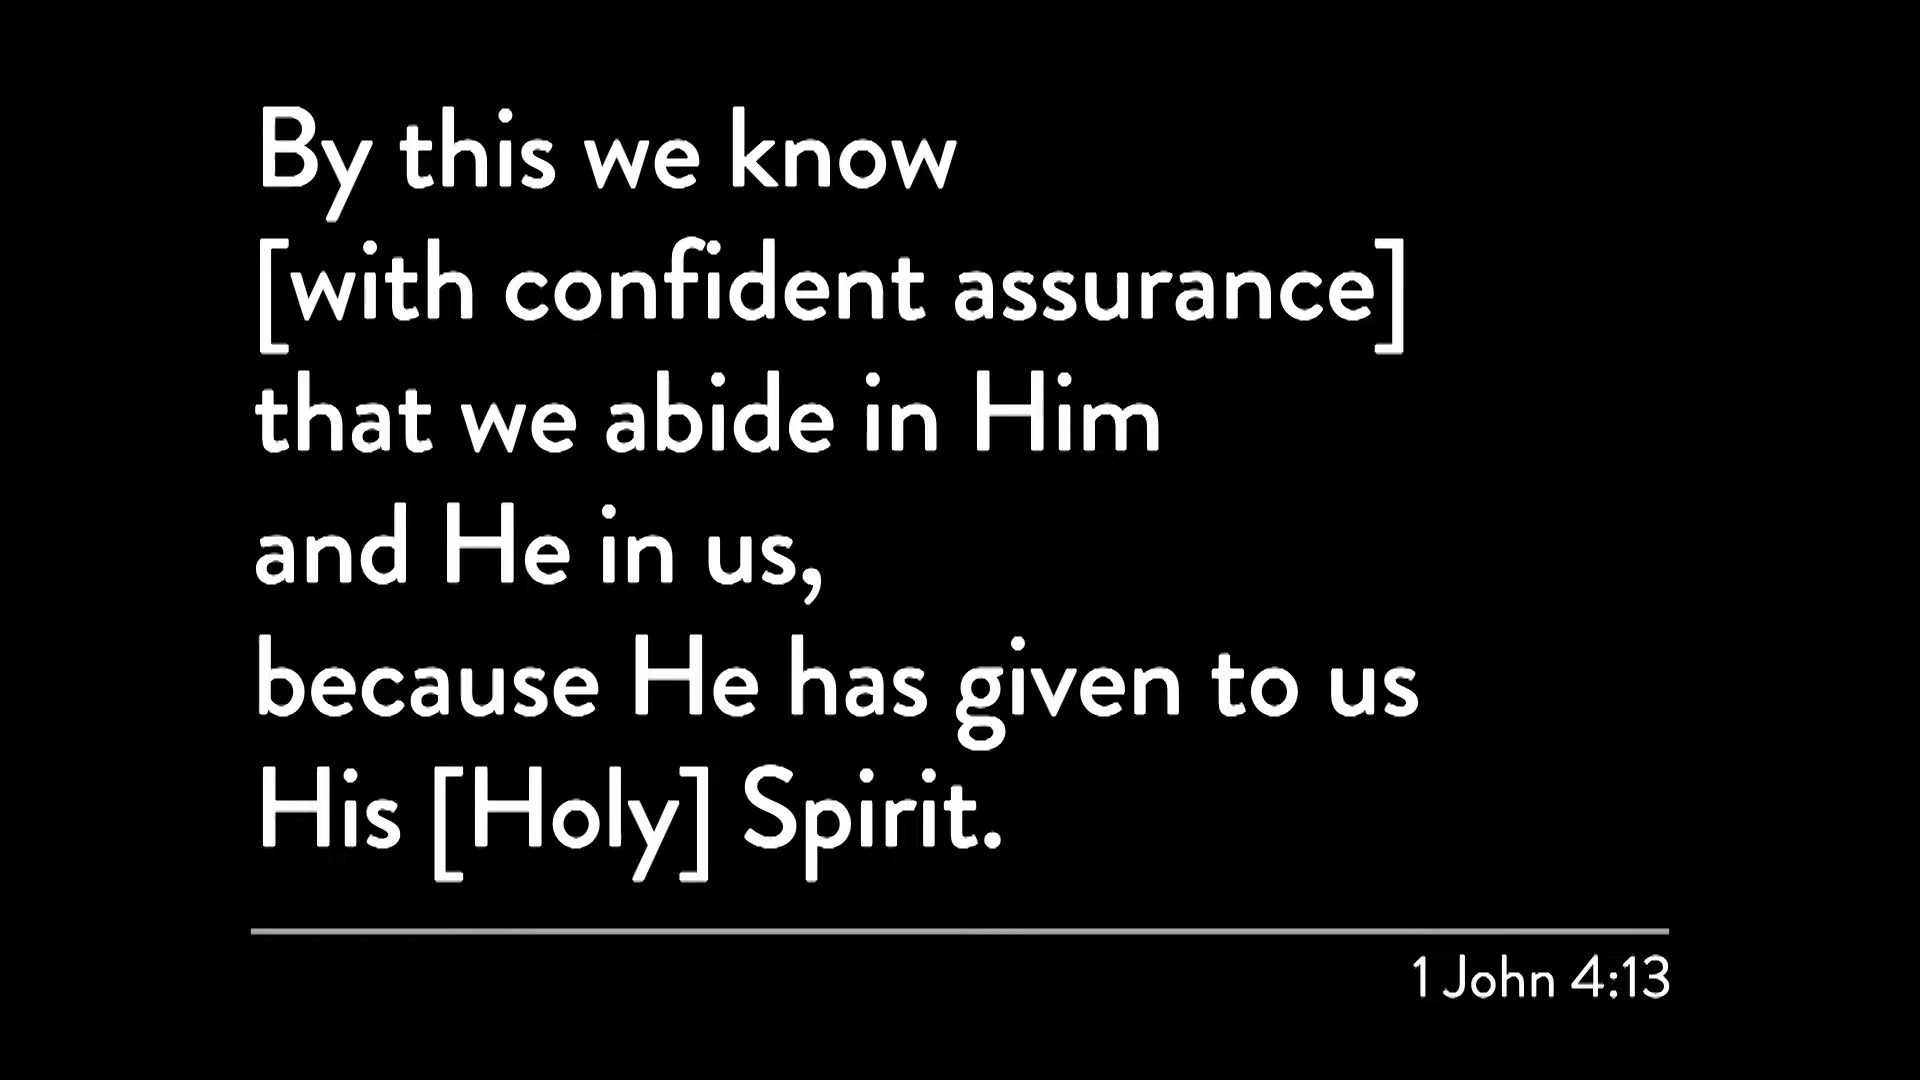 By this we know
[with confident assurance]
that we abide in Him
and He in us,
because He has given to us
His [Holy] Spirit.
1 John 4:13